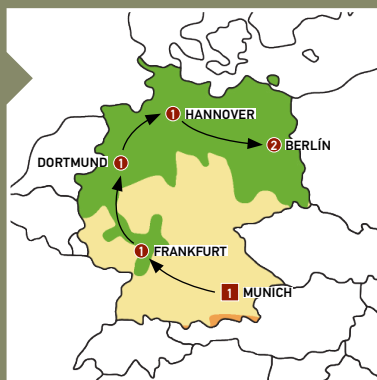 1 HANNOVER
2 BERLÍN
DORTMUND 1
1 FRANKFURT
1 MUNICH